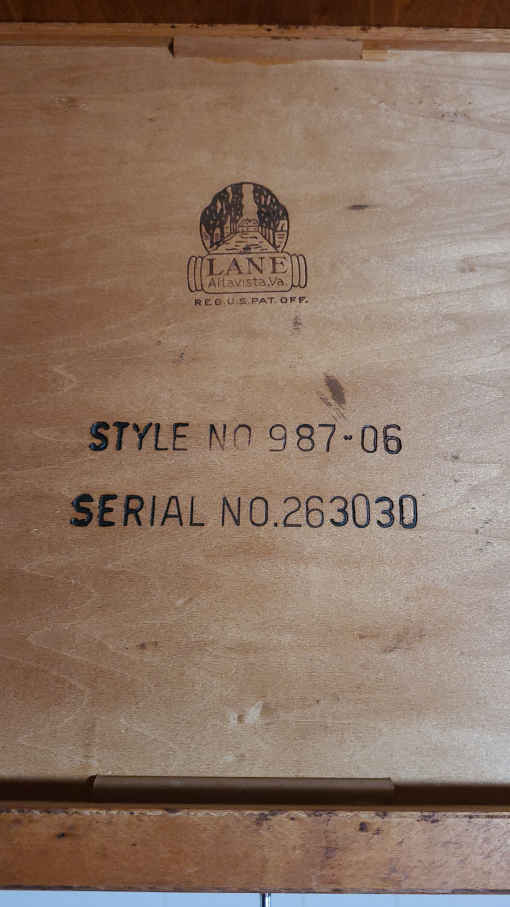 LANE
Altavista, Va.
REG. U.S. PAT. OFF.
STYLE NO 987-06
SERIAL NO. 263030